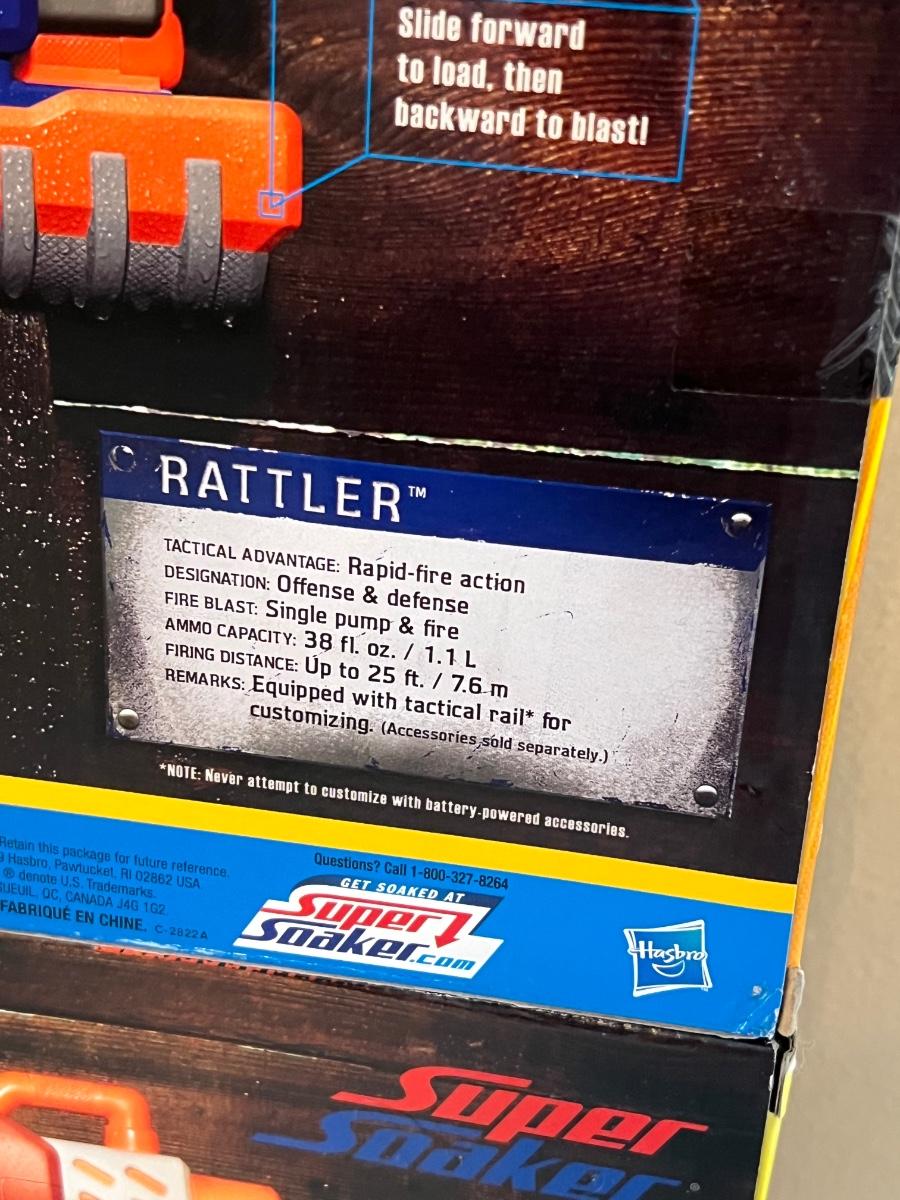 Slide forward
to load, then
backward to blast!
RATTLER™
TACTICAL ADVANTAGE: Rapid-fire action
DESIGNATION: Offense & defense
FIRE BLAST: Single pump & fire
AMMO CAPACITY: 38 fl. oz. / 1.1 L
FIRING DISTANCE: Up to 25 ft. / 7.6 m
REMARKS: Equipped with tactical rail* for
customizing. (Accessories sold separately.)
*NOTE: Never attempt to customize with battery-powered accessories.
Retain this package for future reference.
9 Hasbro, Pawtucket, RI 02862 USA.
® denote U.S. Trademarks.
GUEUIL, QC, CANADA J4G 1G2.
FABRIQUÉ EN CHINE. C-2822A
Questions? Call 1-800-327-8264
GET SOAKED AT
Super
Soaker.com
Hasbro
Super
Soaker